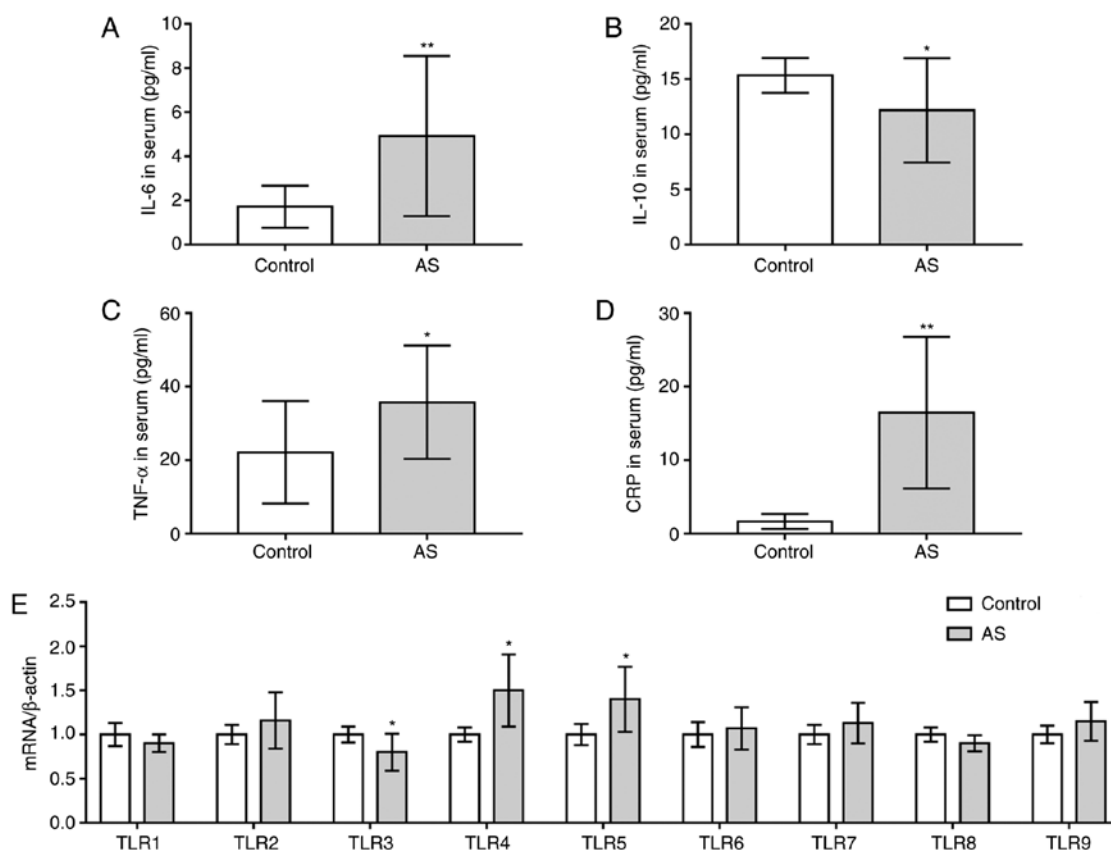 A
IL-6 in serum (pg/ml)
10
8
6
4
2
0
**
Control
AS
B
IL-10 in serum (pg/ml)
20
15
10
5
0
*
Control
AS
C
TNF-α in serum (pg/ml)
60
40
20
0
*
Control
AS
D
CRP in serum (pg/ml)
30
20
10
0
**
Control
AS
E
mRNA/β-actin
2.5
2.0
1.5
1.0
0.5
0.0
Control
AS
*
*
*
TLR1 TLR2 TLR3 TLR4 TLR5 TLR6 TLR7 TLR8 TLR9